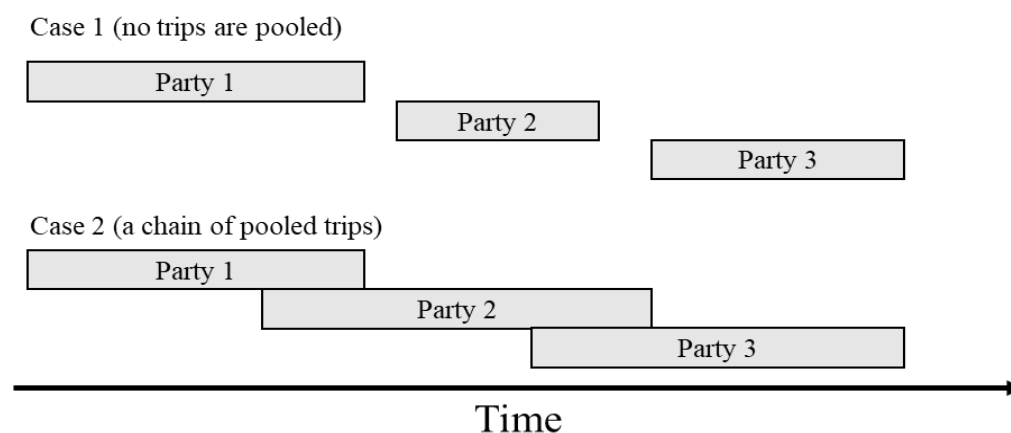 Case 1 (no trips are pooled)
Party 1
Party 2
Party 3
Case 2 (a chain of pooled trips)
Party 1
Party 2
Party 3
Time